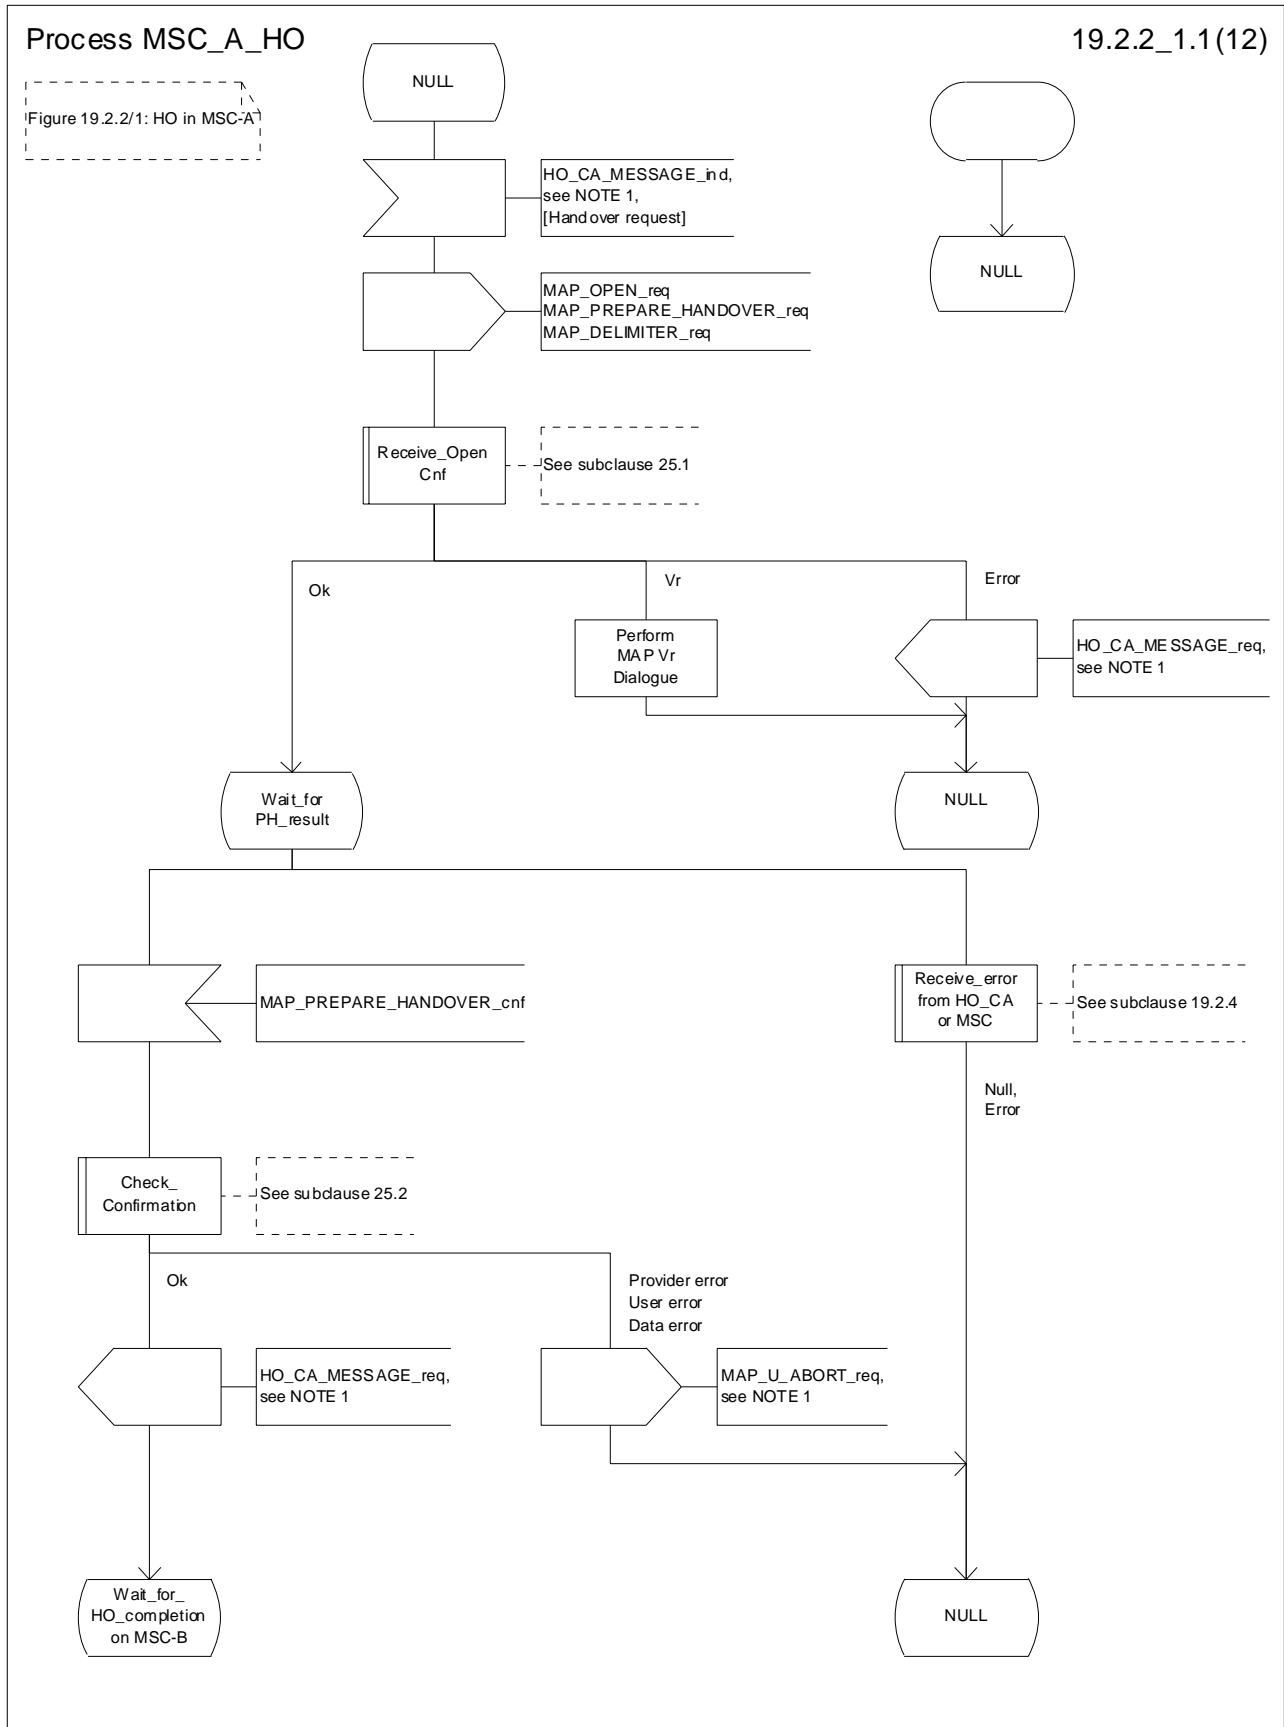 Process MSC_A_HO
19.2.2_1.1(12)
NULL
Figure 19.2.2/1: HO in MSC-A
HO_CA_MESSAGE_ind,
see NOTE 1,
[Handover request]
NULL
MAP_OPEN_req
MAP_PREPARE_HANDOVER_req
MAP_DELIMITER_req
Receive_Open
Cnf
See subclause 25.1
Ok
Vr
Error
Perform
MAP Vr
Dialogue
HO_CA_MESSAGE_req,
see NOTE 1
Wait_for
PH_result
NULL
MAP_PREPARE_HANDOVER_cnf
Receive_error
from HO_CA
or MSC
See subclause 19.2.4
Null,
Error
Check_
Confirmation
See subclause 25.2
Ok
Provider error
User error
Data error
HO_CA_MESSAGE_req,
see NOTE 1
MAP_U_ABORT_req,
see NOTE 1
Wait_for_
HO_completion
on MSC-B
NULL